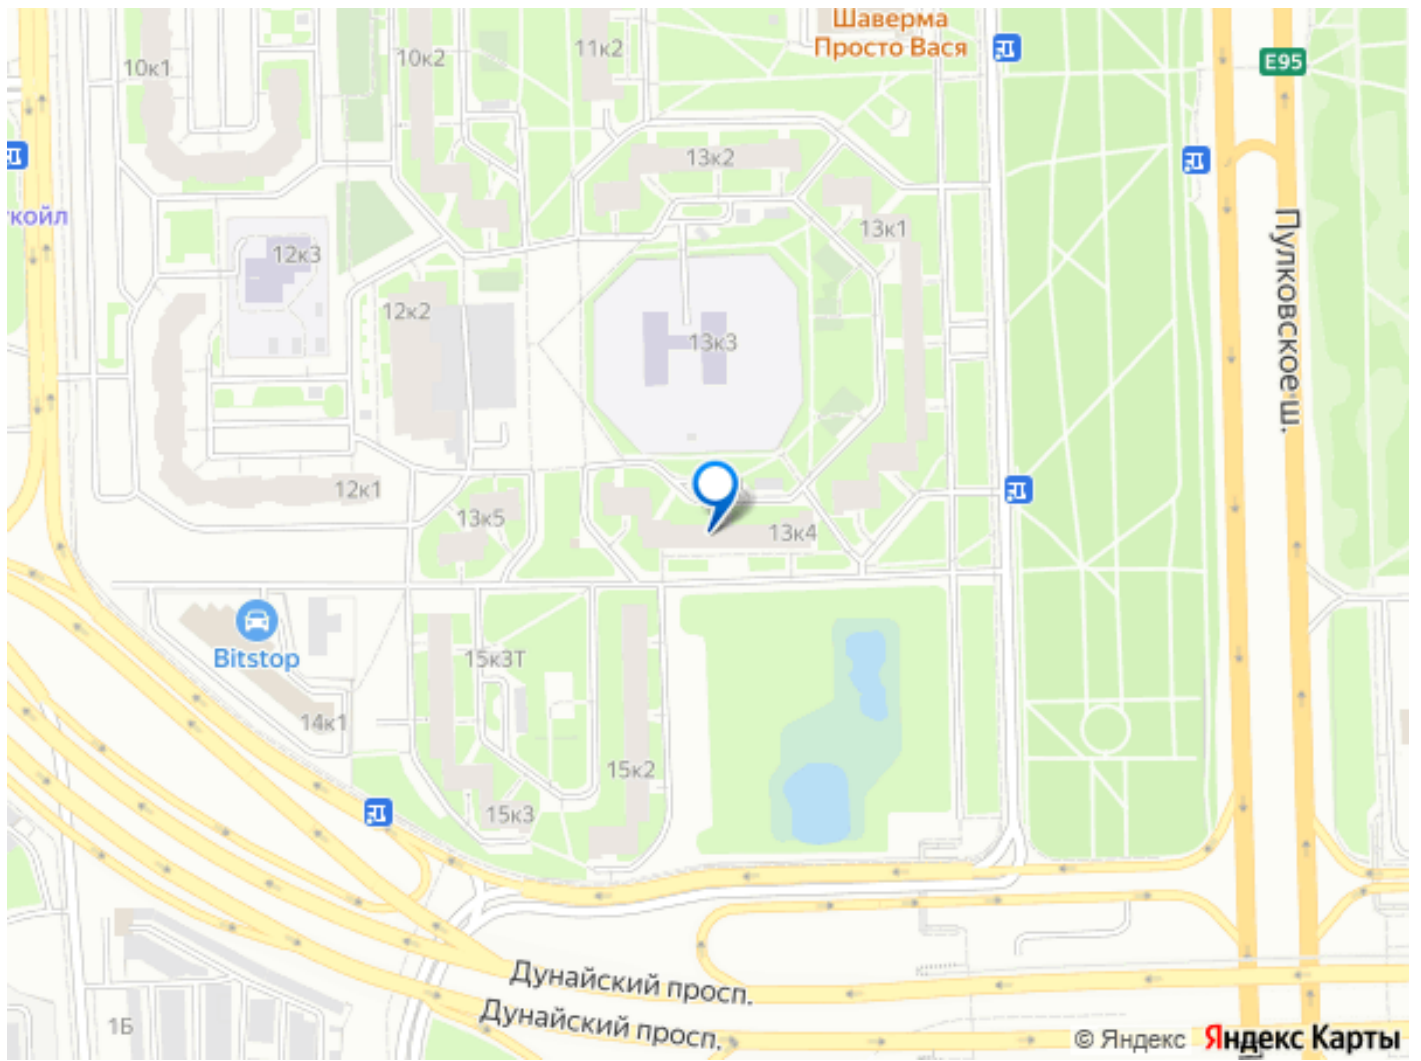 Шаверма
Просто Вася
11к2
10к2
10к1
E95
13к2
укойл
13к1
12к3
Пулковское ш.
12к2
13к3
12к1
13к5
13к4
Bitstop
15к3Т
14к1
15к2
15к3
Дунайский просп.
Дунайский просп.
1Б
© Яндекс Яндекс Карты